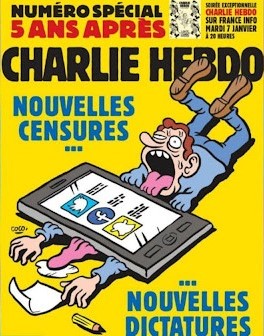 NUMÉRO SPÉCIAL
5 ANS APRÈS
SOIRÉE EXCEPTIONNELLE
CHARLIE HEBDO
SUR FRANCE INFO
MARDI 7 JANVIER
À 20 HEURES
CHARLIE HEBDO
NOUVELLES
CENSURES
...
f
COCO
...
NOUVELLES
DICTATURES